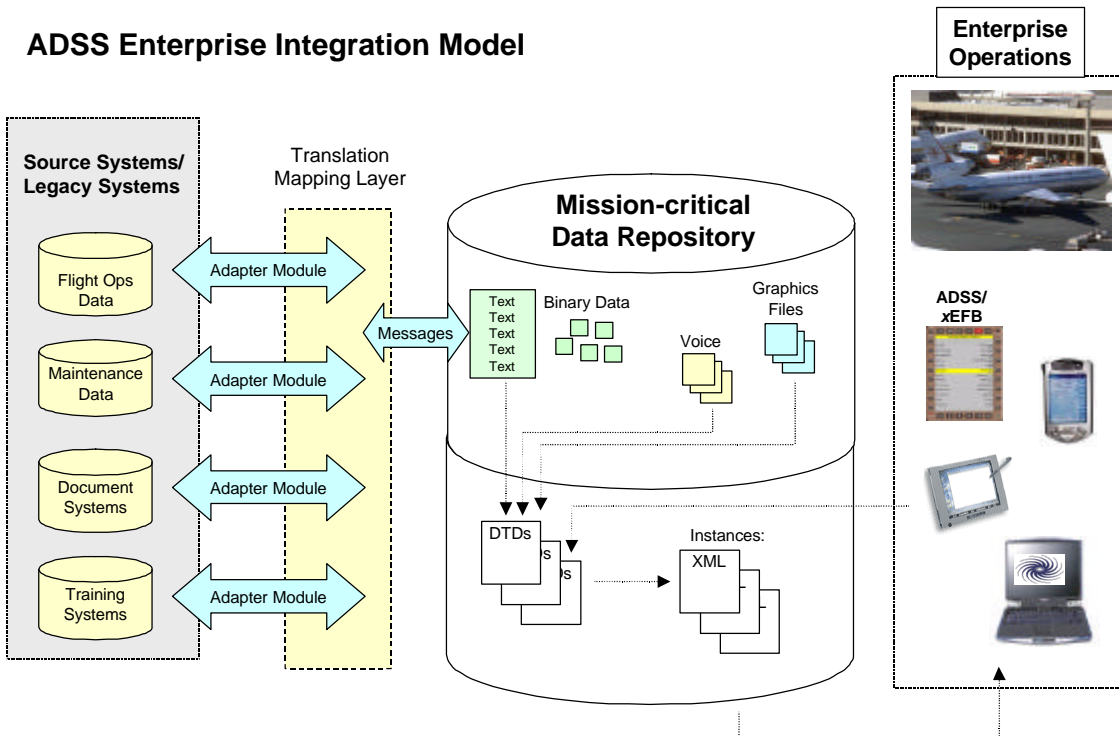 ADSS Enterprise Integration Model
Enterprise
Operations
Source Systems/
Legacy Systems
Translation
Mapping Layer
Flight Ops
Data
Maintenance
Data
Document
Systems
Training
Systems
Adapter Module
Adapter Module
Adapter Module
Adapter Module
Messages
Mission-critical
Data Repository
Text
Text
Text
Text
Text
Binary Data
Voice
Graphics
Files
DTDs
Instances:
XML
ADSS/
xEFB